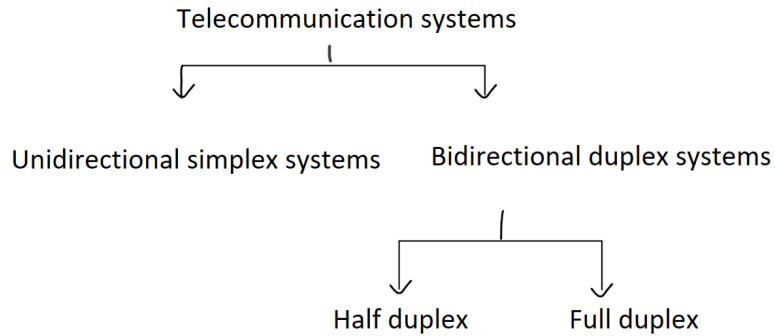 Telecommunication systems
Unidirectional simplex systems
Bidirectional duplex systems
Half duplex
Full duplex